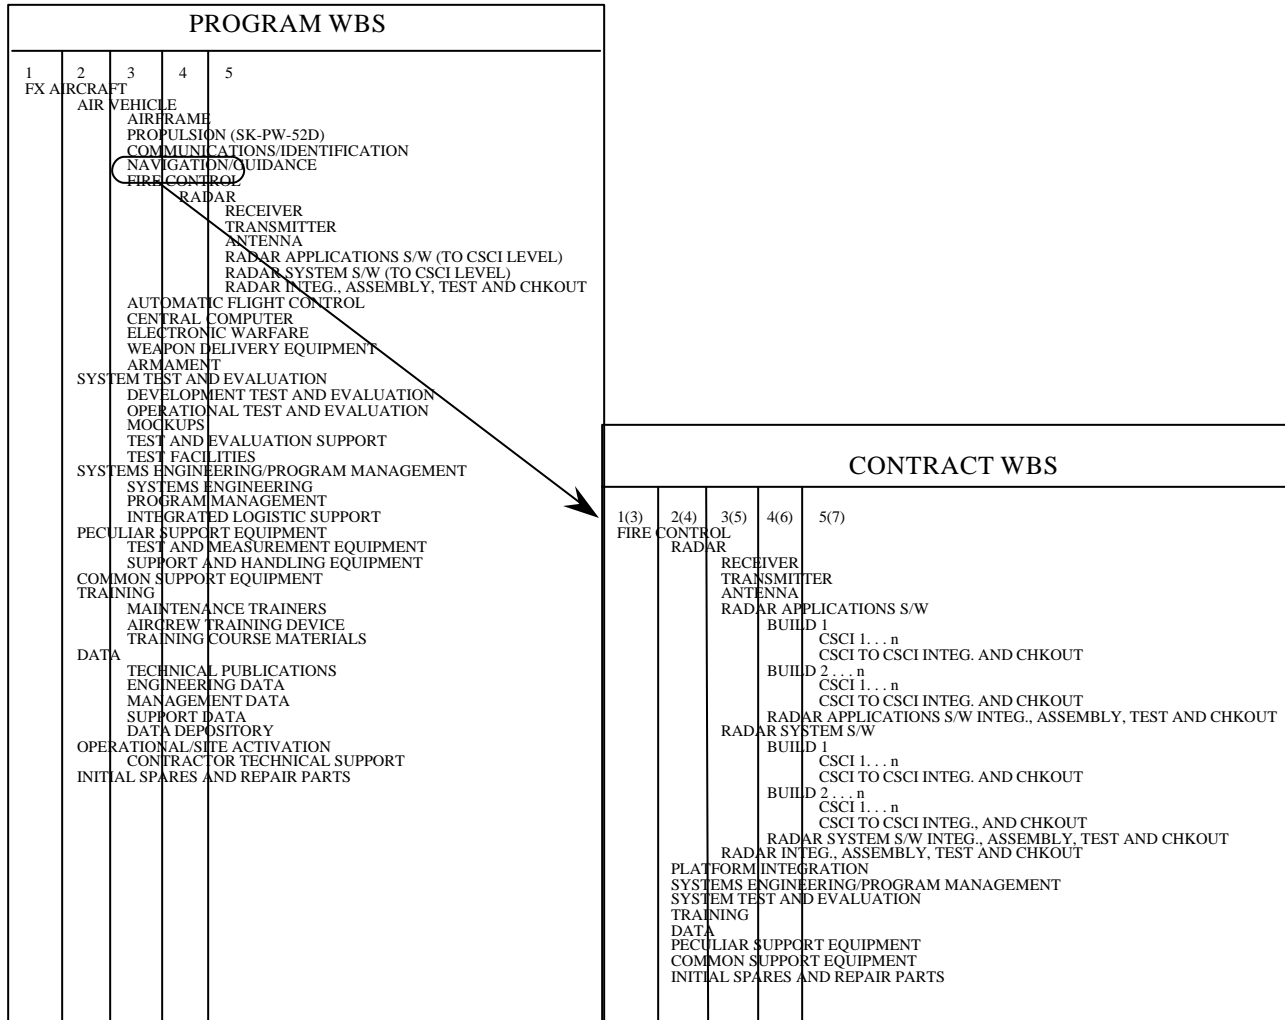 PROGRAM WBS
1 2 3 4 5
FX AIRCRAFT
AIR VEHICLE
AIRFRAME
PROPULSION (SK-PW-52D)
COMMUNICATIONS/IDENTIFICATION
NAVIGATION/GUIDANCE
FIRE CONTROL
RADAR
RECEIVER
TRANSMITTER
ANTENNA
RADAR APPLICATIONS S/W (TO CSCI LEVEL)
RADAR SYSTEM S/W (TO CSCI LEVEL)
RADAR INTEG., ASSEMBLY, TEST AND CHKOUT
AUTOMATIC FLIGHT CONTROL
CENTRAL COMPUTER
ELECTRONIC WARFARE
WEAPON DELIVERY EQUIPMENT
ARMAMENT
SYSTEM TEST AND EVALUATION
DEVELOPMENT TEST AND EVALUATION
OPERATIONAL TEST AND EVALUATION
MOCKUPS
TEST AND EVALUATION SUPPORT
TEST FACILITIES
SYSTEMS ENGINEERING/PROGRAM MANAGEMENT
SYSTEMS ENGINEERING
PROGRAM MANAGEMENT
INTEGRATED LOGISTIC SUPPORT
PECULIAR SUPPORT EQUIPMENT
TEST AND MEASUREMENT EQUIPMENT
SUPPORT AND HANDLING EQUIPMENT
COMMON SUPPORT EQUIPMENT
TRAINING
MAINTENANCE TRAINERS
AIRCREW TRAINING DEVICE
TRAINING COURSE MATERIALS
DATA
TECHNICAL PUBLICATIONS
ENGINEERING DATA
MANAGEMENT DATA
SUPPORT DATA
DATA DEPOSITORY
OPERATIONAL/SITE ACTIVATION
CONTRACTOR TECHNICAL SUPPORT
INITIAL SPARES AND REPAIR PARTS
CONTRACT WBS
1(3) 2(4) 3(5) 4(6) 5(7)
FIRE CONTROL
RADAR
RECEIVER
TRANSMITTER
ANTENNA
RADAR APPLICATIONS S/W
BUILD 1
CSCI 1. . . n
CSCI TO CSCI INTEG. AND CHKOUT
BUILD 2 . . . n
CSCI 1. . . n
CSCI TO CSCI INTEG. AND CHKOUT
RADAR APPLICATIONS S/W INTEG., ASSEMBLY, TEST AND CHKOUT
RADAR SYSTEM S/W
BUILD 1
CSCI 1. . . n
CSCI TO CSCI INTEG. AND CHKOUT
BUILD 2 . . . n
CSCI 1. . . n
CSCI TO CSCI INTEG., AND CHKOUT
RADAR SYSTEM S/W INTEG., ASSEMBLY, TEST AND CHKOUT
RADAR INTEG., ASSEMBLY, TEST AND CHKOUT
PLATFORM INTEGRATION
SYSTEMS ENGINEERING/PROGRAM MANAGEMENT
SYSTEM TEST AND EVALUATION
TRAINING
DATA
PECULIAR SUPPORT EQUIPMENT
COMMON SUPPORT EQUIPMENT
INITIAL SPARES AND REPAIR PARTS